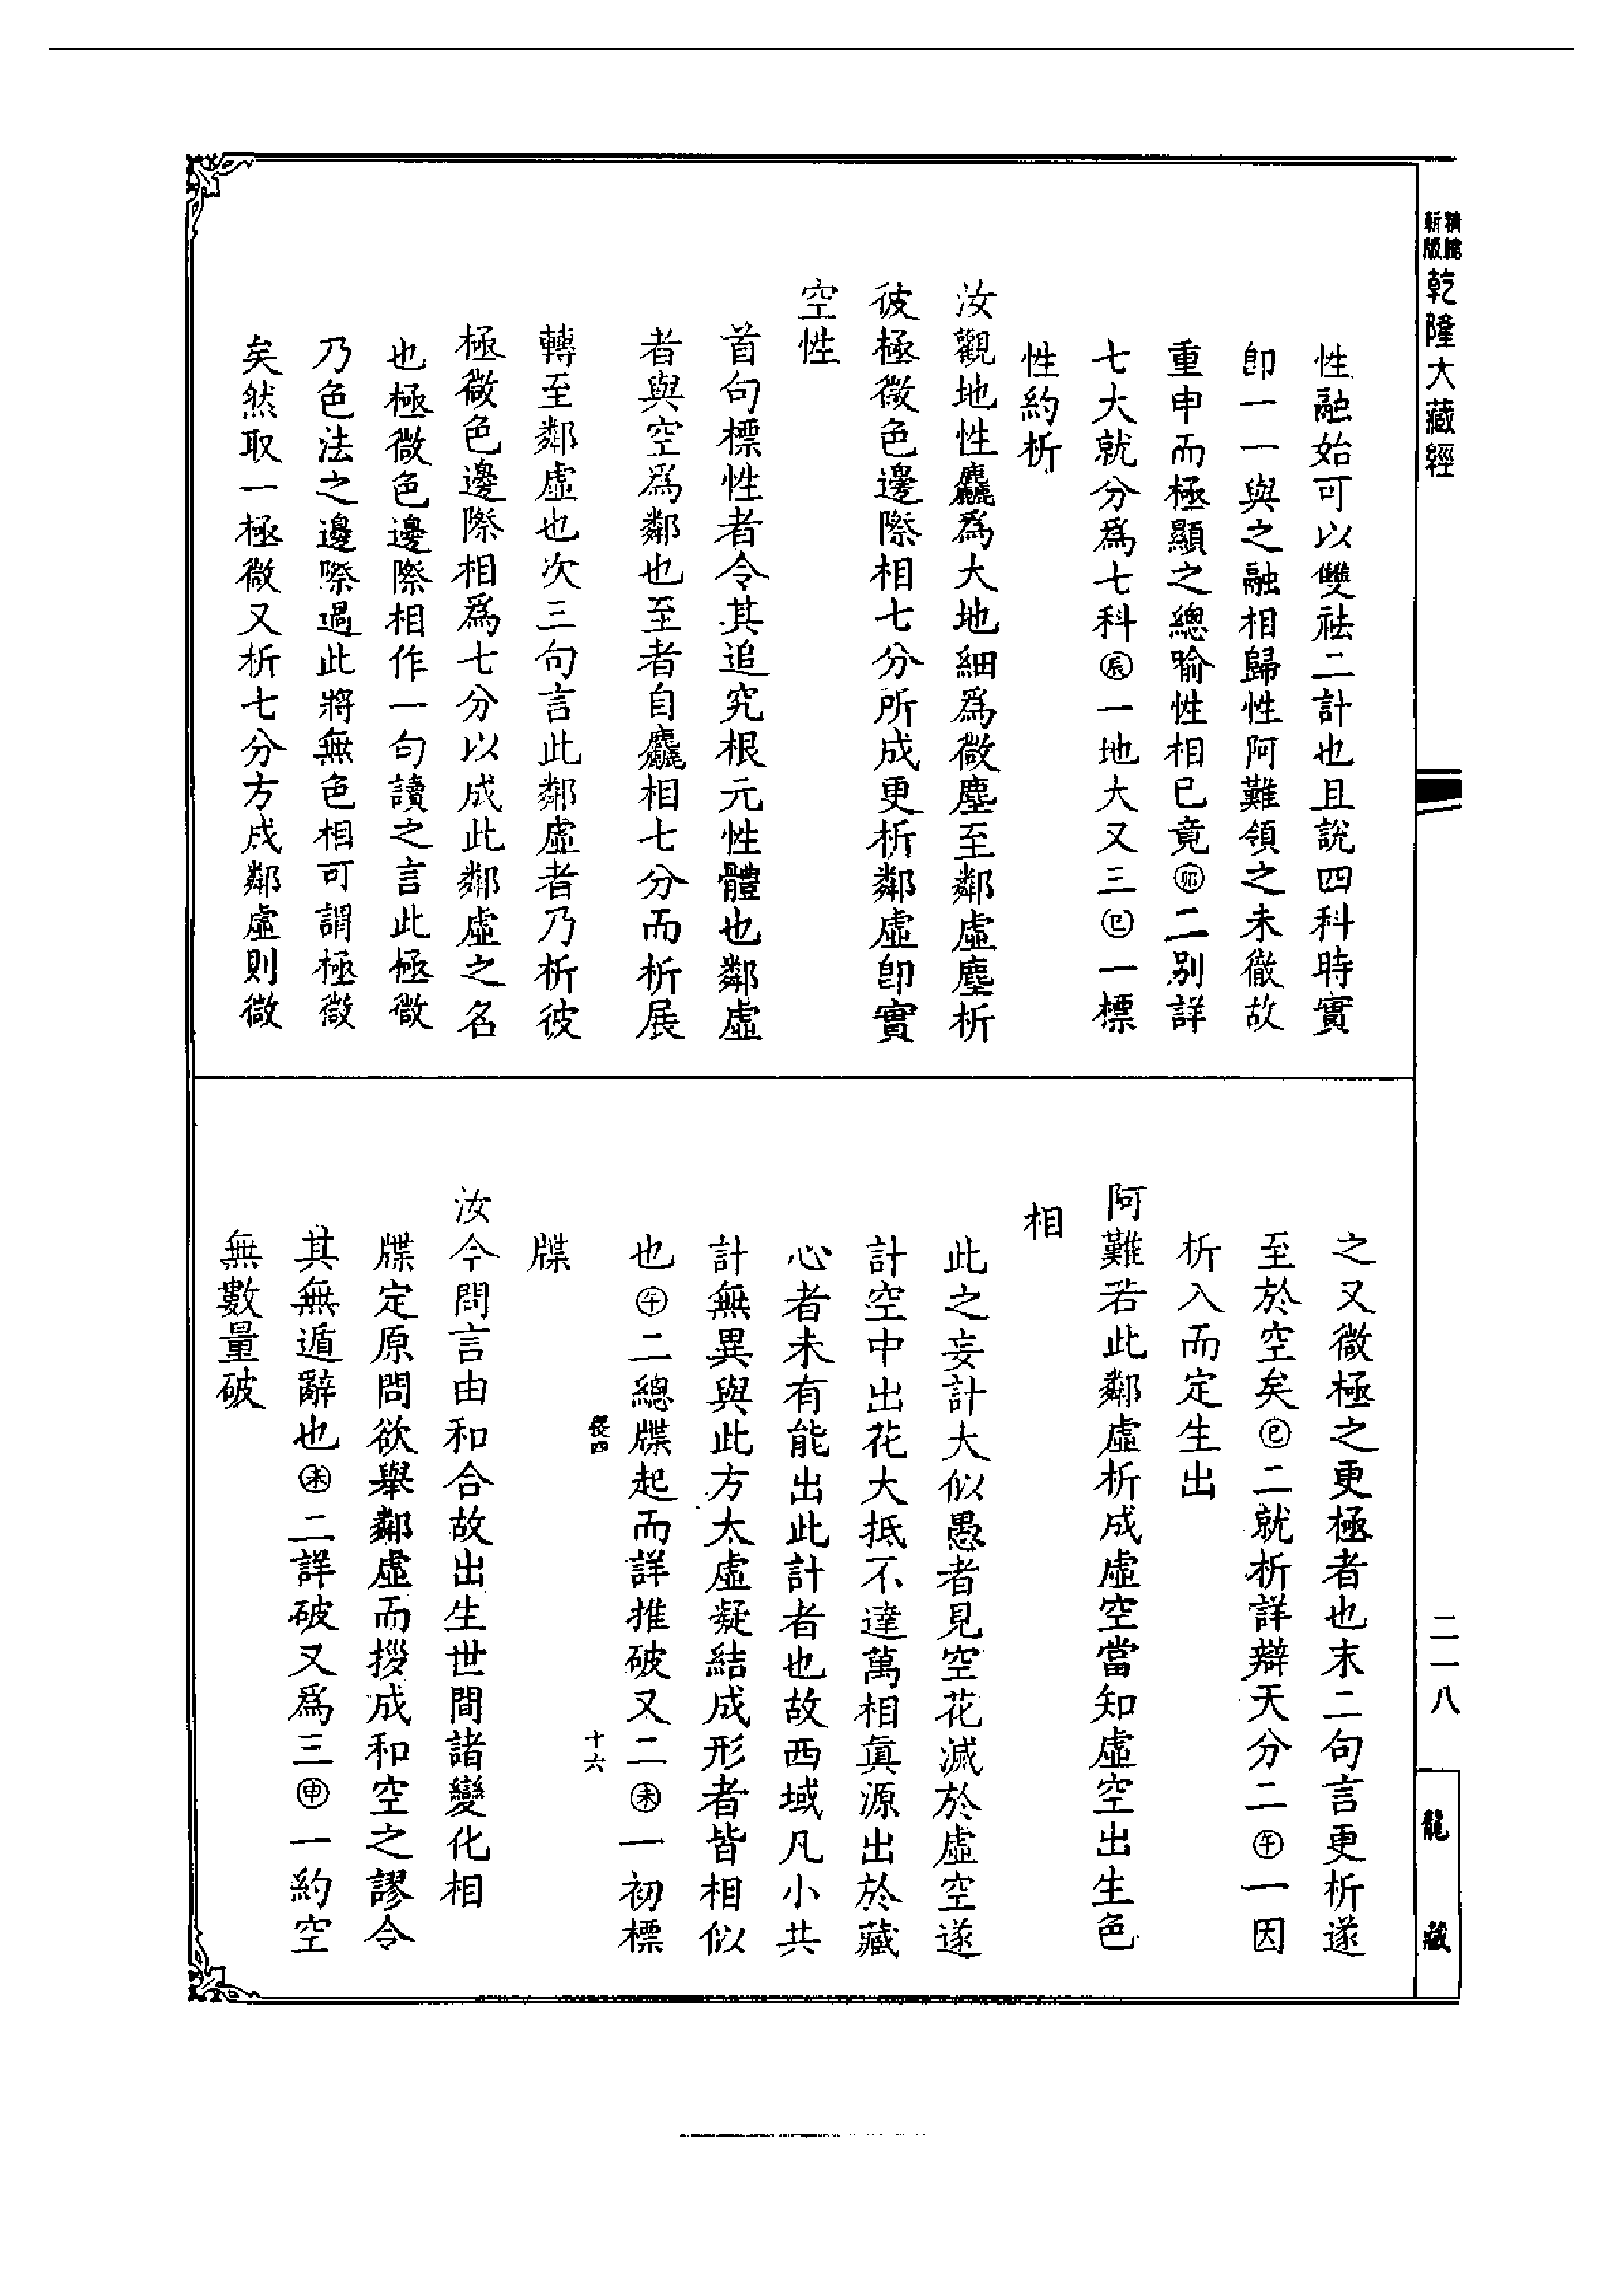 精縮
新版
乾隆大藏經
性融始可以雙祛二計也且說四科時實
卽一一與之融相歸性阿難領之未徹故
重申而極顯之總喻性相已竟㊞二別詳
七大就分爲七科辰一地大又三巳一標
性約析
汝觀地性麤爲大地細爲微塵至鄰虛塵析
彼極微色邊際相七分所成更析鄰虛卽實
空性
首句標性者令其追究根元性體也鄰虛
者與空爲鄰也至者自麤相七分而析展
轉至鄰虛也次三句言此鄰虛者乃析彼
極微色邊際相爲七分以成此鄰虛之名
也極微色邊際相作一句讀之言此極微
乃色法之邊際過此將無色相可謂極微
矣然取一極微又析七分方成鄰虛則微
之又微極之更極者也末二句言更析遂
至於空矣巳二就析詳辯天分二午一因
析入而定生出
阿難若此鄰虛析成虛空當知虛空出生色
相
此之妄計大似愚者見空花滅於虛空遂
計空中出花大抵不達萬相眞源出於藏
心者未有能出此計者也故西域凡小共
計無異與此方太虛凝結成形者皆相似
也午二總牒起而詳推破又二未一初標
卷四
十六
牒
汝今問言由和合故出生世間諸變化相
牒定原問欲舉鄰虛而拶成和空之謬令
其無遁辭也未二詳破又爲三申一約空
無數量破
二一八
龍藏